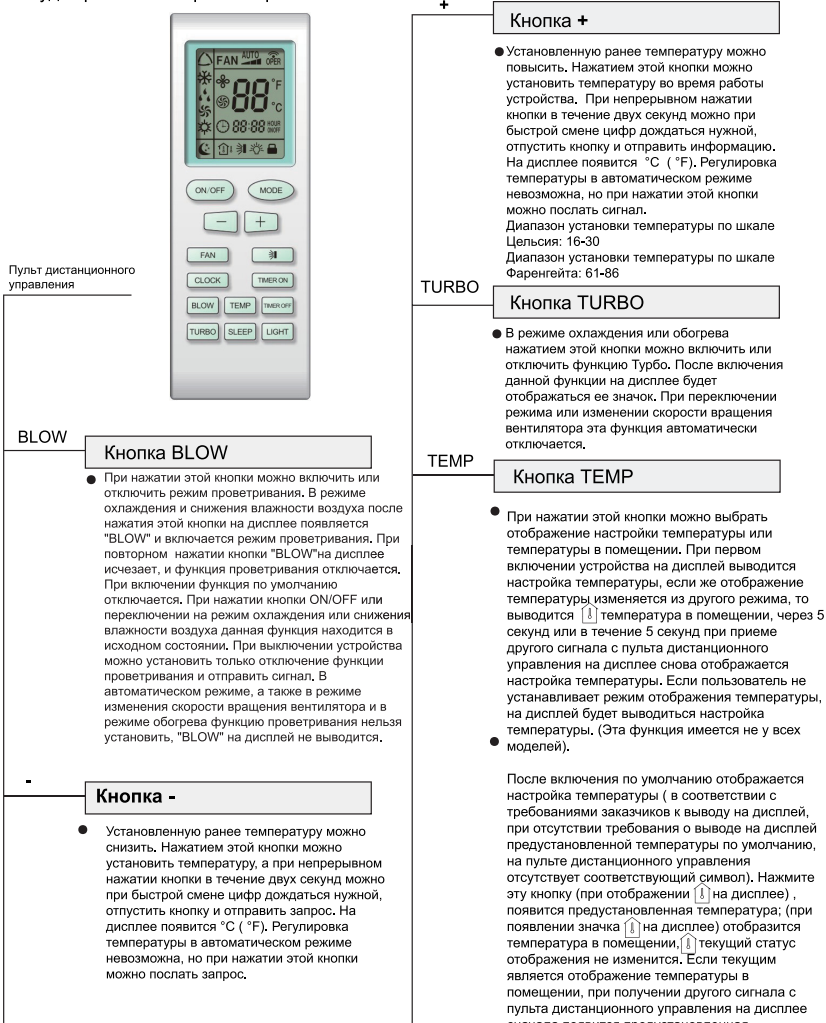 Пульт дистанционного
управления
FAN AUTO OPER
88 °F
°C
88:88 HOUR
ON/OFF
ON/OFF MODE
- +
FAN
CLOCK TIMER ON
BLOW TEMP TIMER OFF
TURBO SLEEP LIGHT
BLOW
Кнопка BLOW
● При нажатии этой кнопки можно включить или
отключить режим проветривания. В режиме
охлаждения и снижения влажности воздуха после
нажатия этой кнопки на дисплее появляется
"BLOW" и включается режим проветривания. При
повторном нажатии кнопки "BLOW"на дисплее
исчезает, и функция проветривания отключается.
При включении функция по умолчанию
отключается. При нажатии кнопки ON/OFF или
переключении на режим охлаждения или снижения
влажности воздуха данная функция находится в
исходном состоянии. При выключении устройства
можно установить только отключение функции
проветривания и отправить сигнал. В
автоматическом режиме, а также в режиме
изменения скорости вращения вентилятора и в
режиме обогрева функцию проветривания нельзя
установить, "BLOW" на дисплей не выводится.
-
Кнопка -
● Установленную ранее температуру можно
снизить. Нажатием этой кнопки можно
установить температуру, а при непрерывном
нажатии кнопки в течение двух секунд можно
при быстрой смене цифр дождаться нужной,
отпустить кнопку и отправить запрос. На
дисплее появится °C ( °F). Регулировка
температуры в автоматическом режиме
невозможна, но при нажатии этой кнопки
можно послать запрос.
+
Кнопка +
● Установленную ранее температуру можно
повысить. Нажатием этой кнопки можно
установить температуру во время работы
устройства. При непрерывном нажатии
кнопки в течение двух секунд можно при
быстрой смене цифр дождаться нужной,
отпустить кнопку и отправить информацию.
На дисплее появится °C ( °F). Регулировка
температуры в автоматическом режиме
невозможна, но при нажатии этой кнопки
можно послать сигнал.
Диапазон установки температуры по шкале
Цельсия: 16-30
Диапазон установки температуры по шкале
Фаренгейта: 61-86
TURBO
Кнопка TURBO
● В режиме охлаждения или обогрева
нажатием этой кнопки можно включить или
отключить функцию Турбо. После включения
данной функции на дисплее будет
отображаться ее значок. При переключении
режима или изменении скорости вращения
вентилятора эта функция автоматически
отключается.
TEMP
Кнопка TEMP
● При нажатии этой кнопки можно выбрать
отображение настройки температуры или
температуры в помещении. При первом
включении устройства на дисплей выводится
настройка температуры, если же отображение
температуры изменяется из другого режима, то
выводится температура в помещении, через 5
секунд или в течение 5 секунд при приеме
другого сигнала с пульта дистанционного
управления на дисплее снова отображается
настройка температуры. Если пользователь не
устанавливает режим отображения температуры,
на дисплей будет выводиться настройка
температуры. (Эта функция имеется не у всех
● моделей).
После включения по умолчанию отображается
настройка температуры ( в соответствии с
требованиями заказчиков к выводу на дисплей,
при отсутствии требования о выводе на дисплей
предустановленной температуры по умолчанию,
на пульте дистанционного управления
отсутствует соответствующий символ). Нажмите
эту кнопку (при отображении на дисплее) ,
появится предустановленная температура; (при
появлении значка на дисплее) отобразится
температура в помещении, текущий статус
отображения не изменится. Если текущим
является отображение температуры в
помещении, при получении другого сигнала с
пульта дистанционного управления на дисплее